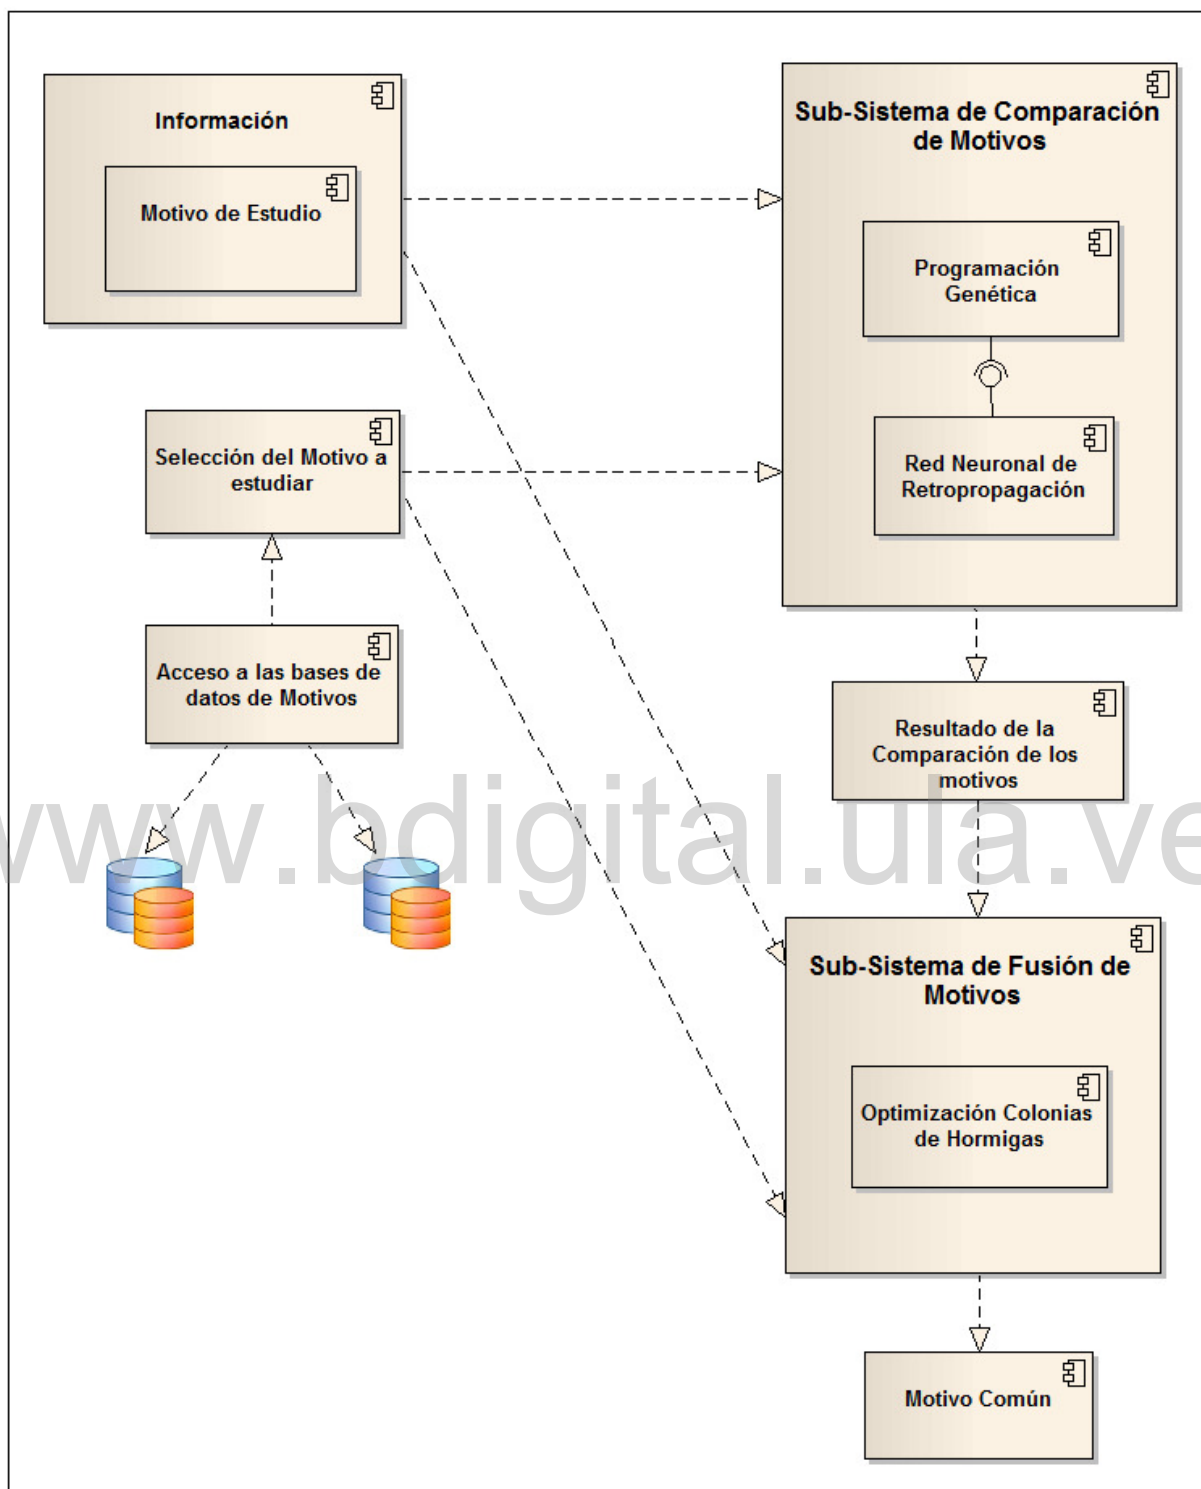 Información
Motivo de Estudio
Sub-Sistema de Comparación
de Motivos
Programación
Genética
Red Neuronal de
Retropropagación
Selección del Motivo a
estudiar
Acceso a las bases de
datos de Motivos
Resultado de la
Comparación de los
motivos
www.bdigital.ula.ve
Sub-Sistema de Fusión de
Motivos
Optimización Colonias
de Hormigas
Motivo Común